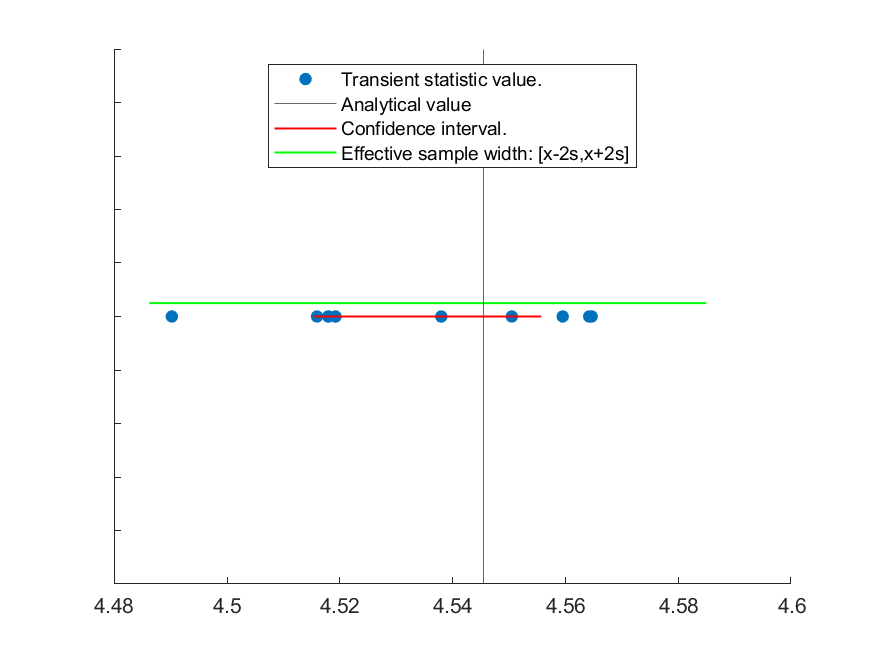 Transient statistic value.
Analytical value
Confidence interval.
Effective sample width: [x-2s,x+2s]
4.48 4.5 4.52 4.54 4.56 4.58 4.6